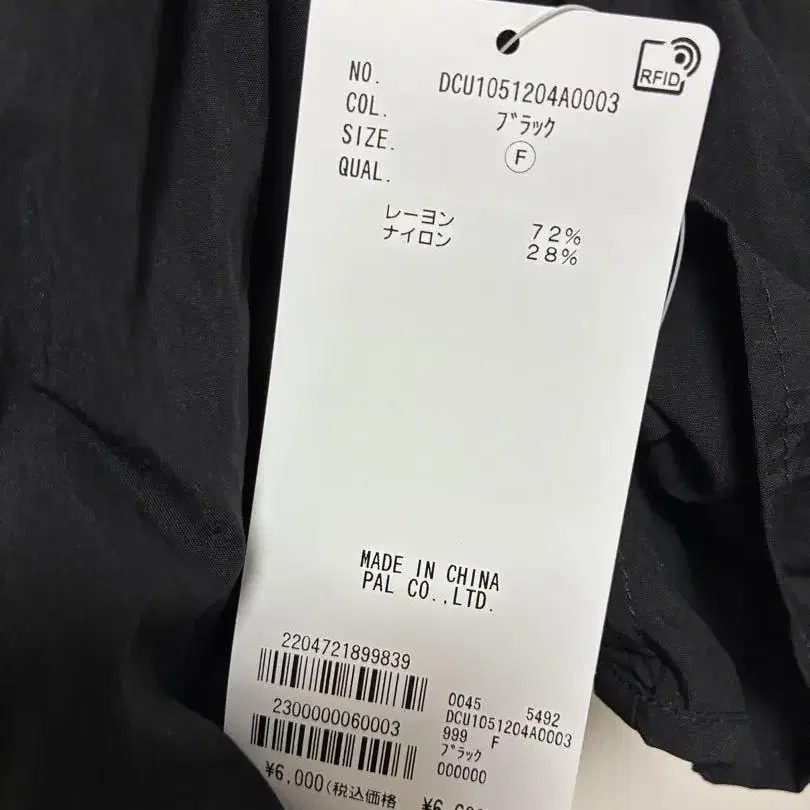 RFID
NO. DCU1051204A0003
COL. ブラック
SIZE. F
QUAL.
レーヨン 72%
ナイロン 28%
MADE IN CHINA
PAL CO.,LTD.
2204721899839
2300000060003
0045 5492
DCU1051204A0003
999 F
ブラック
000000
¥6,000(税込価格